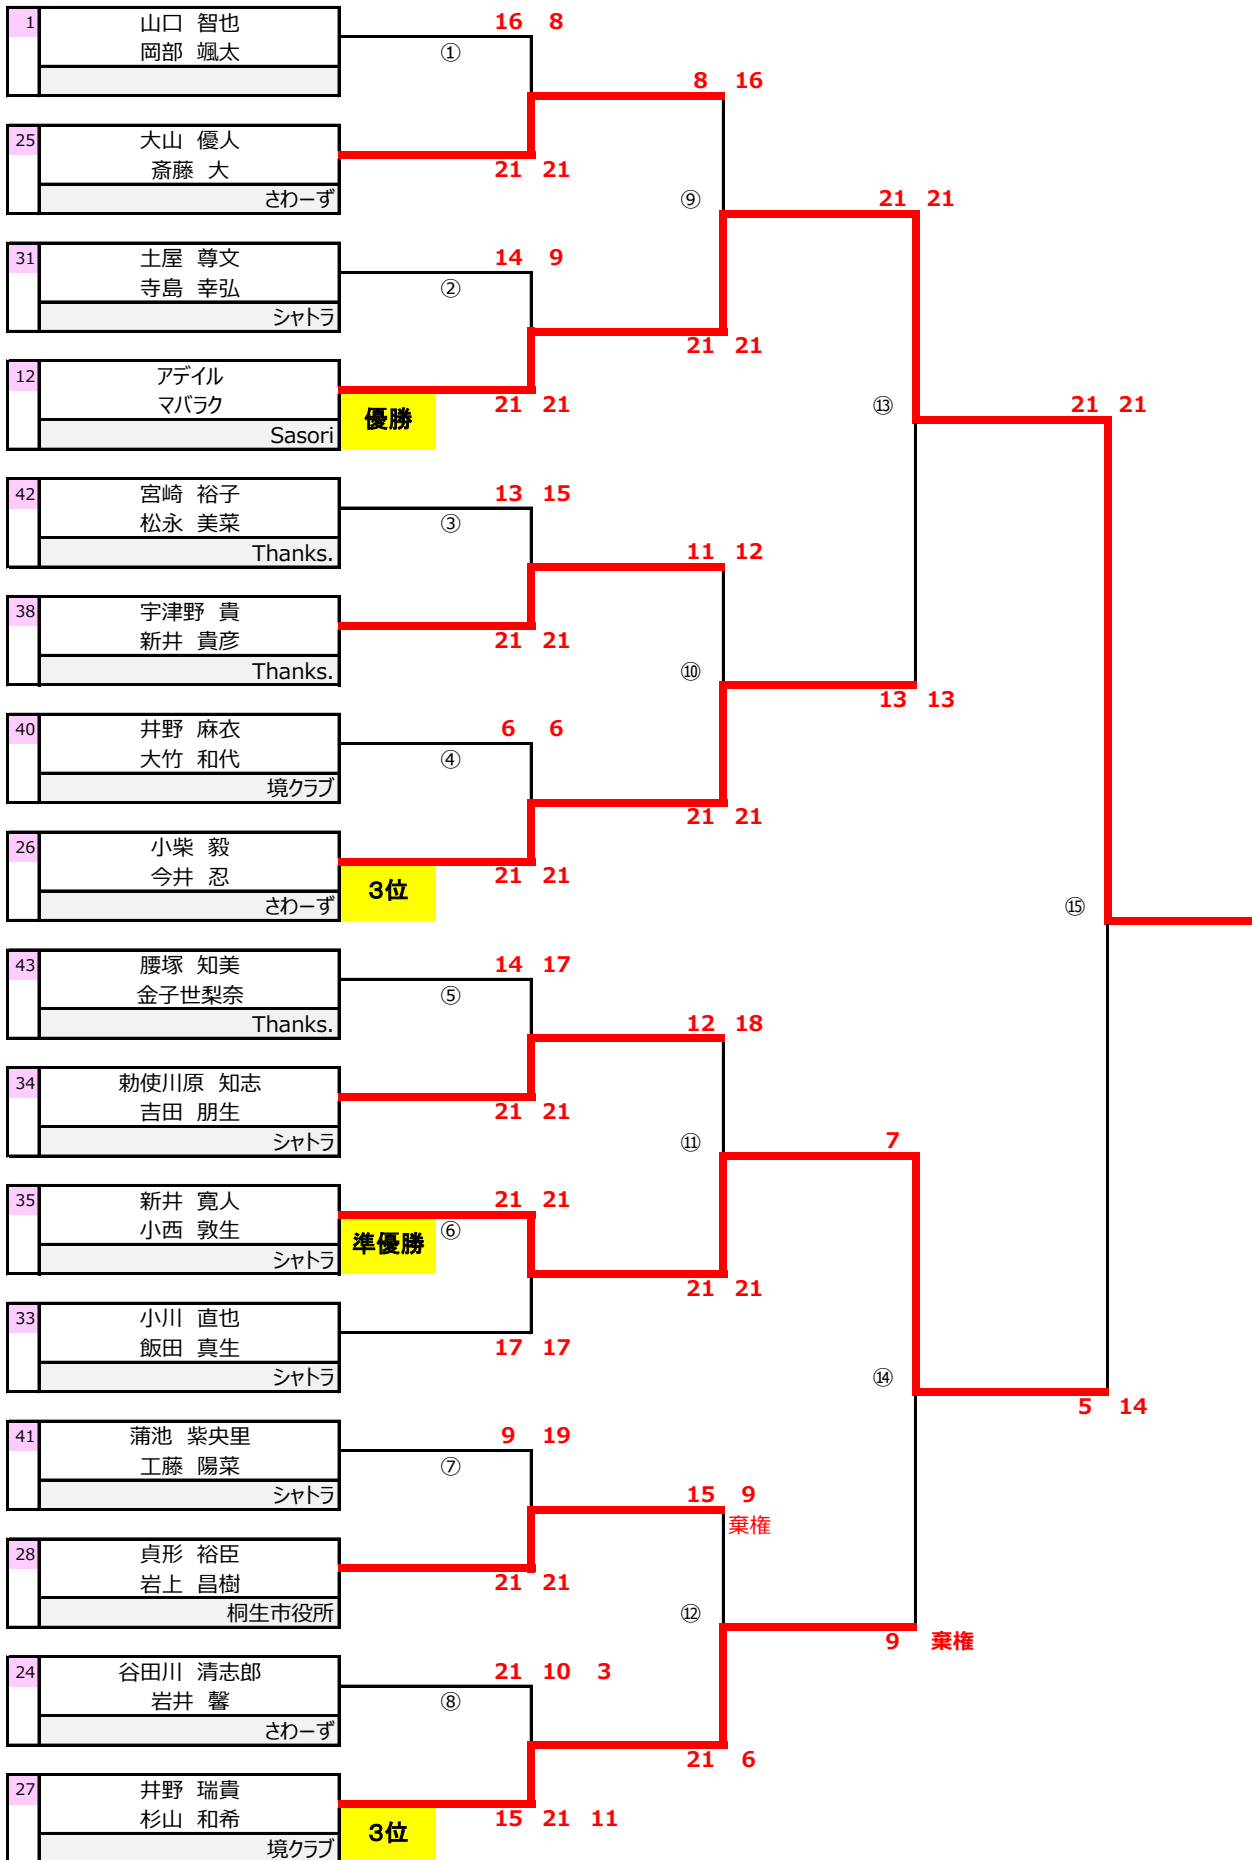 1 山口 智也 16 8
岡部 颯太 ①
8 16
25 大山 優人
斎藤 大 21 21
さわーず ⑨ 21 21
31 土屋 尊文 14 9
寺島 幸弘 ②
シャトラ
21 21
12 アデイル
マバラク 優勝 21 21 ⑬ 21 21
Sasori
42 宮崎 裕子 13 15
松永 美菜 ③
Thanks. 11 12
38 宇津野 貴
新井 貴彦 21 21
Thanks. ⑩
13 13
40 井野 麻衣 6 6
大竹 和代 ④
境クラブ
21 21
26 小柴 毅
今井 忍 3位 21 21
さわーず ⑮
43 腰塚 知美 14 17
金子世梨奈 ⑤
Thanks. 12 18
34 勅使川原 知志
吉田 朋生 21 21
シャトラ ⑪ 7
35 新井 寛人 21 21
小西 敦生 準優勝 ⑥
シャトラ
21 21
33 小川 直也
飯田 真生 17 17
シャトラ ⑭
5 14
41 蒲池 紫央里 9 19
工藤 陽菜 ⑦
シャトラ 15 9
棄権
28 貞形 裕臣
岩上 昌樹 21 21
桐生市役所 ⑫
9 棄権
24 谷田川 清志郎 21 10 3
岩井 馨 ⑧
さわーず
21 6
27 井野 瑞貴
杉山 和希 3位 15 21 11
境クラブ